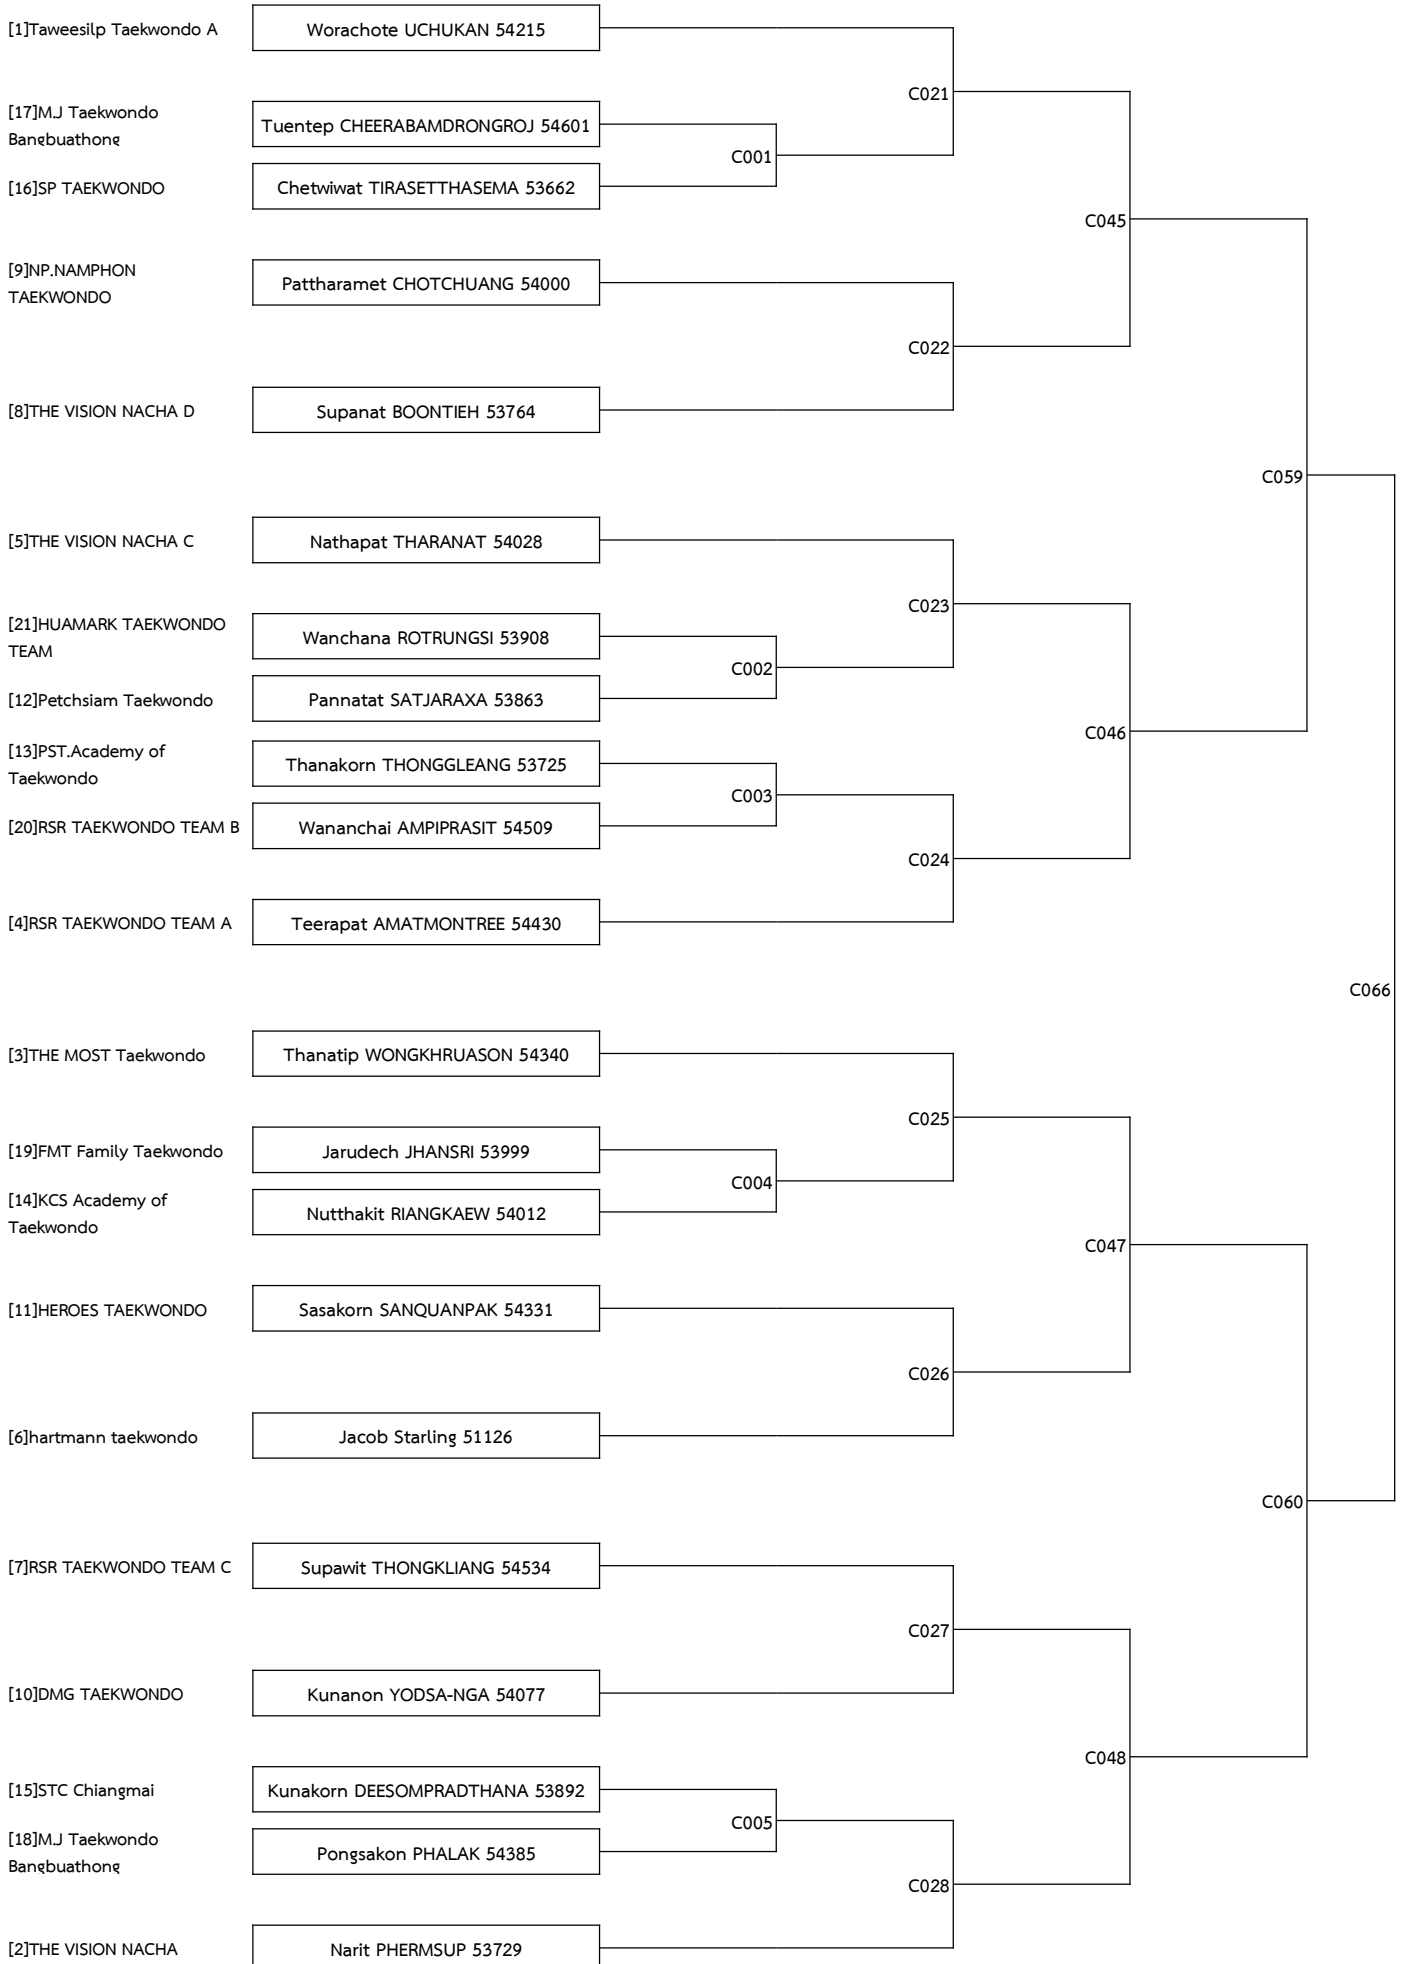 [1]Taweesilp Taekwondo A
Worachote UCHUKAN 54215
C021
[17]M.J Taekwondo
Bangbuathong
Tuentep CHEERABAMDRONGROJ 54601
C001
[16]SP TAEKWONDO
Chetwiwat TIRASETTHASEMA 53662
C045
[9]NP.NAMPHON
TAEKWONDO
Pattharamet CHOTCHUANG 54000
C022
[8]THE VISION NACHA D
Supanat BOONTIEH 53764
C059
[5]THE VISION NACHA C
Nathapat THARANAT 54028
C023
[21]HUAMARK TAEKWONDO
TEAM
Wanchana ROTRUNGSI 53908
C002
[12]Petchsiam Taekwondo
Pannatat SATJARAXA 53863
C046
[13]PST.Academy of
Taekwondo
Thanakorn THONGGLEANG 53725
C003
[20]RSR TAEKWONDO TEAM B
Wananchai AMPIPRASIT 54509
C024
[4]RSR TAEKWONDO TEAM A
Teerapat AMATMONTREE 54430
C066
[3]THE MOST Taekwondo
Thanatip WONGKHRUASON 54340
C025
[19]FMT Family Taekwondo
Jarudech JHANSRI 53999
C004
[14]KCS Academy of
Taekwondo
Nutthakit RIANGKAEW 54012
C047
[11]HEROES TAEKWONDO
Sasakorn SANQUANPAK 54331
C026
[6]hartmann taekwondo
Jacob Starling 51126
C060
[7]RSR TAEKWONDO TEAM C
Supawit THONGKLIANG 54534
C027
[10]DMG TAEKWONDO
Kunanon YODSA-NGA 54077
C048
[15]STC Chiangmai
Kunakorn DEESOMPRADTHANA 53892
C005
[18]M.J Taekwondo
Bangbuathong
Pongsakon PHALAK 54385
C028
[2]THE VISION NACHA
Narit PHERMSUP 53729